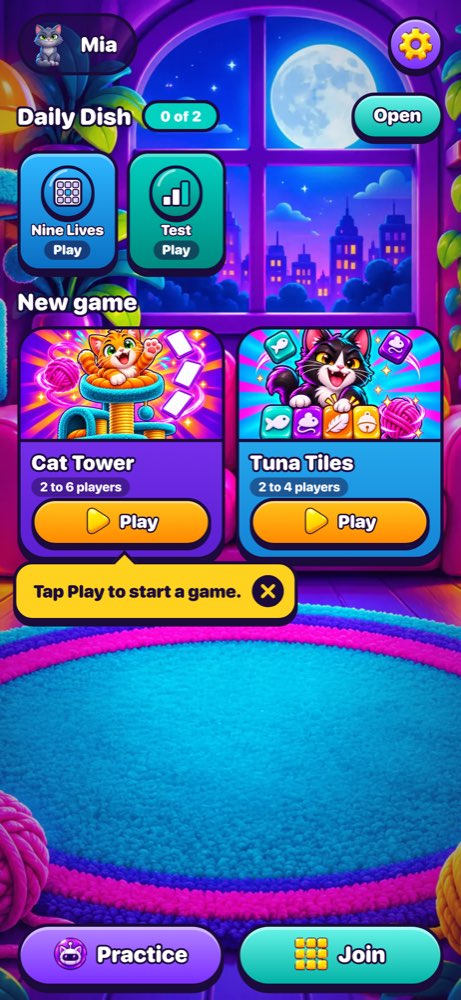 Mia
Daily Dish
0 of 2
Open
Nine Lives
Play
Test
Play
New game
Cat Tower
2 to 6 players
Play
Tuna Tiles
2 to 4 players
Play
Tap Play to start a game.
Practice
Join